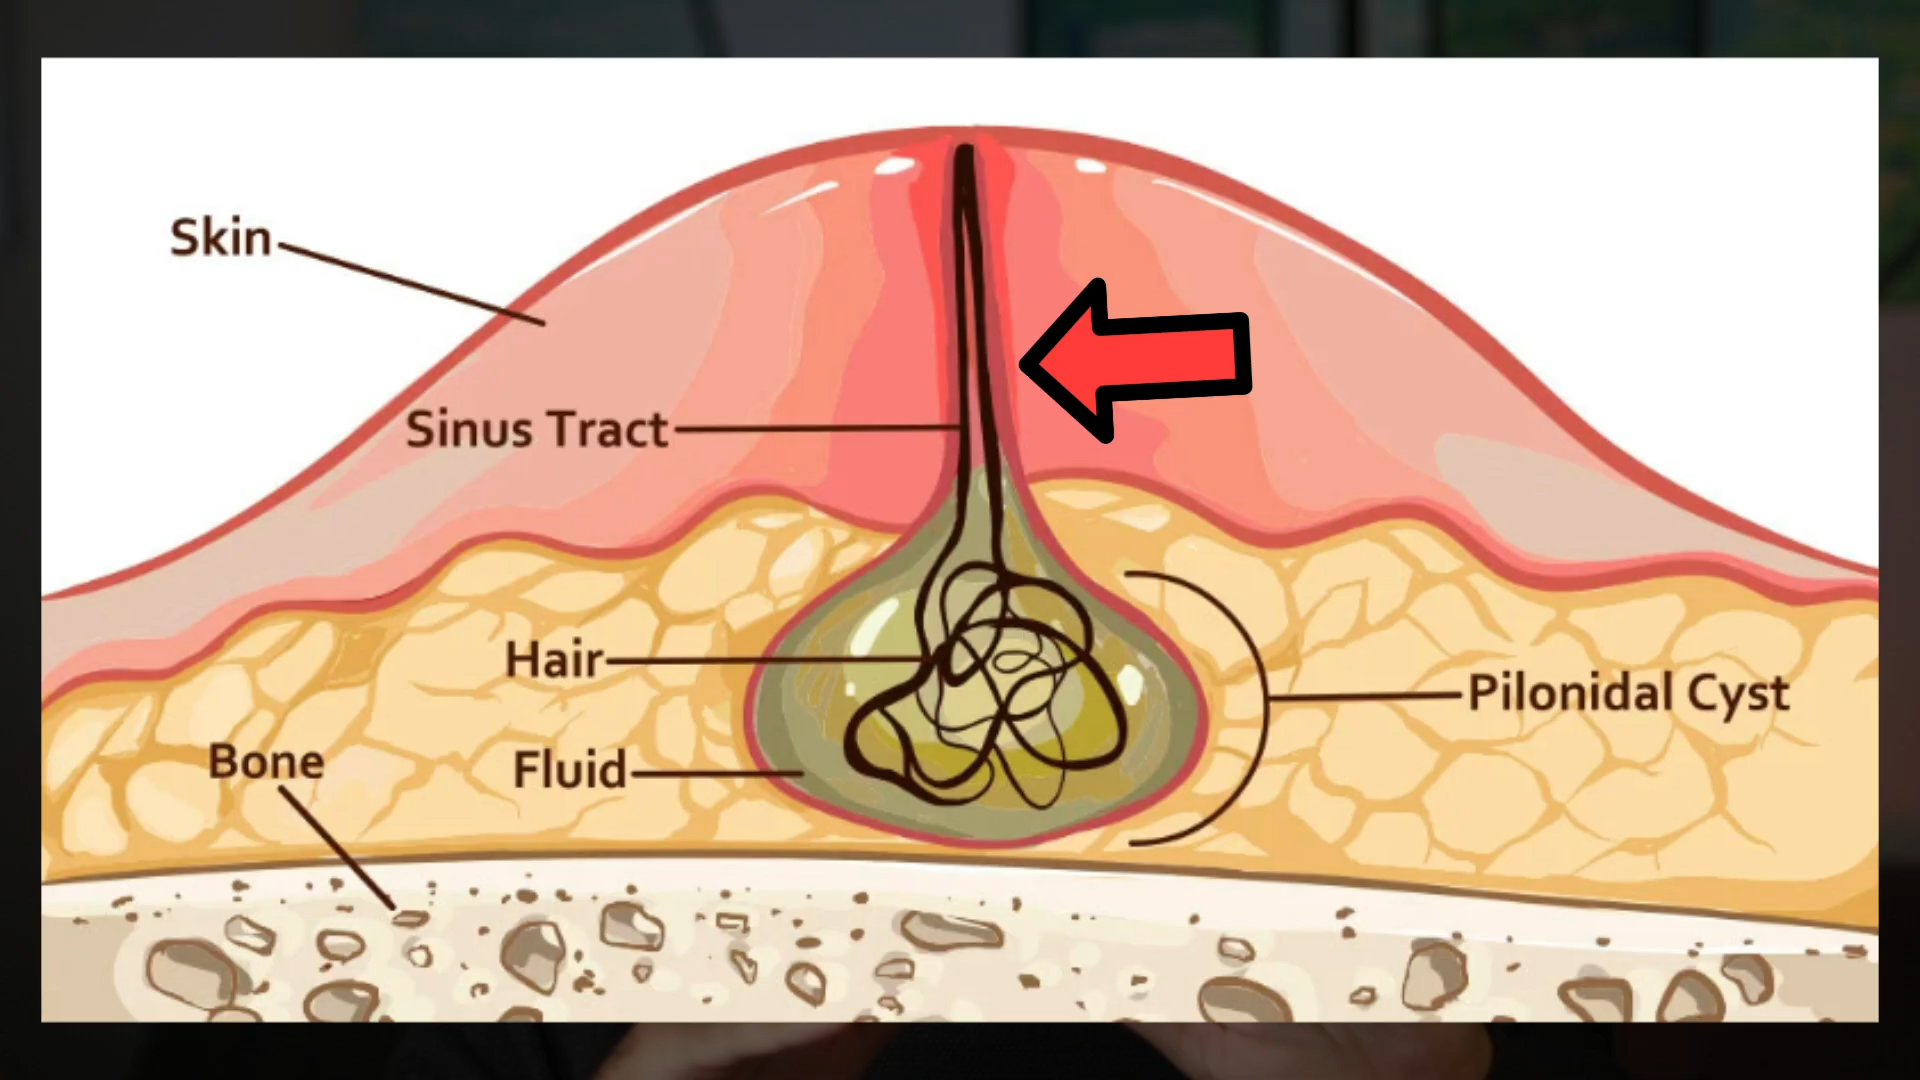 Skin
Sinus Tract
Hair
Pilonidal Cyst
Bone
Fluid